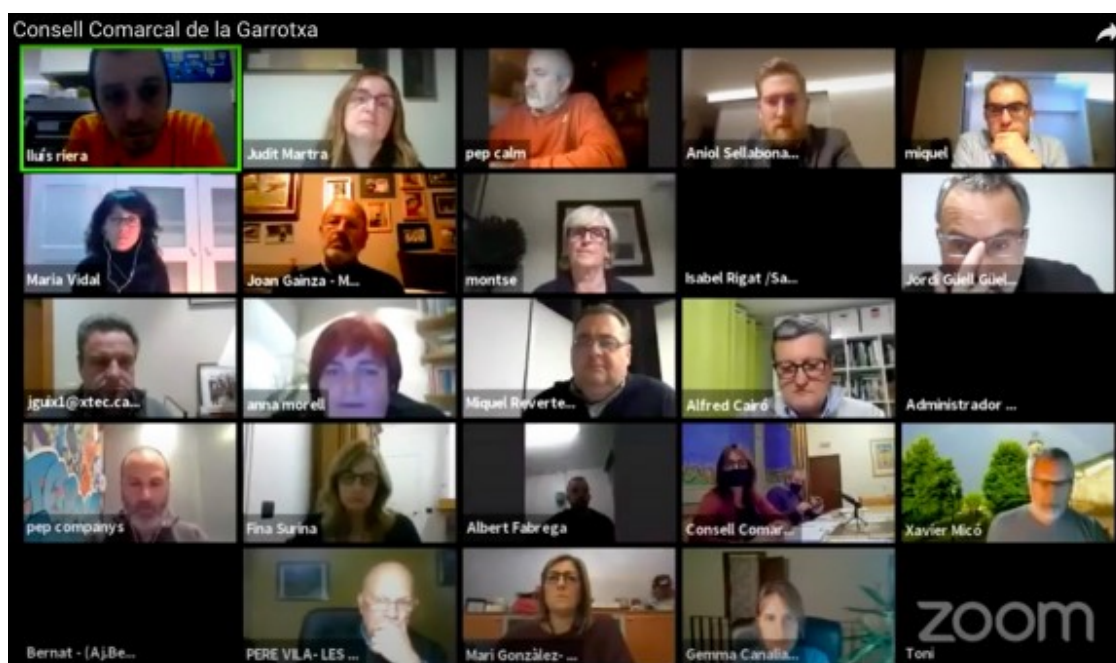 Consell Comarcal de la Garrotxa
lluís riera
Judit Martra
pep calm
Aniol Sellabona...
miquel
Maria Vidal
Joan Gainza - M...
montse
Isabel Rigat /Sa...
Jordi Güell Güel...
jguix1@xtec.ca...
anna morell
Miquel Reverte...
Alfred Cairó
Administrador ...
pep companys
Fina Surina
Albert Fabrega
Consell Comar...
Xavier Micó
Bernat - (Aj.Be...
PERE VILA- LES ...
Mari Gonzàlez- ...
Gemma Canalia...
Toni
zoom